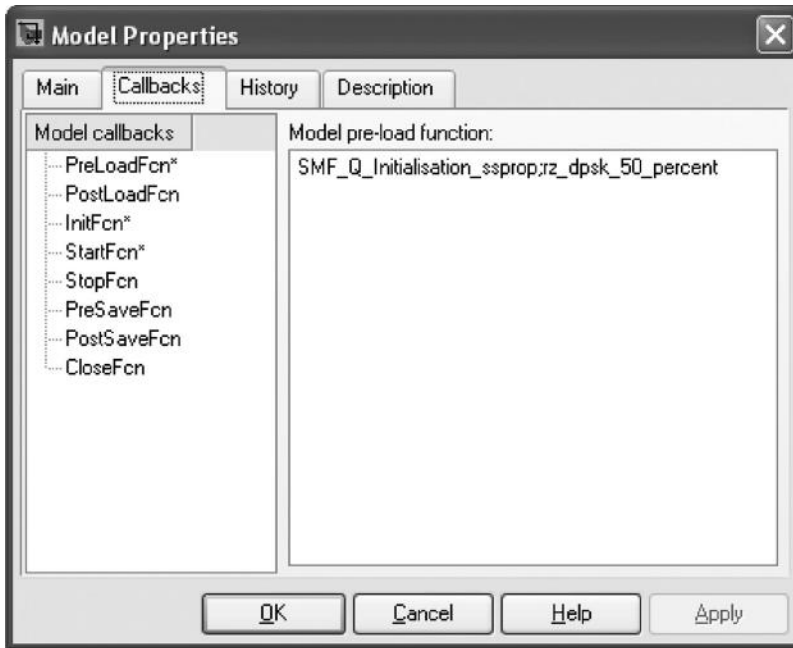 Model Properties
Main Callbacks History Description
Model callbacks
PreLoadFcn*
PostLoadFcn
InitFcn*
StartFcn*
StopFcn
PreSaveFcn
PostSaveFcn
CloseFcn
Model pre-load function:
SMF_Q_Initialisation_ssprop;rz_dpsk_50_percent
OK Cancel Help Apply